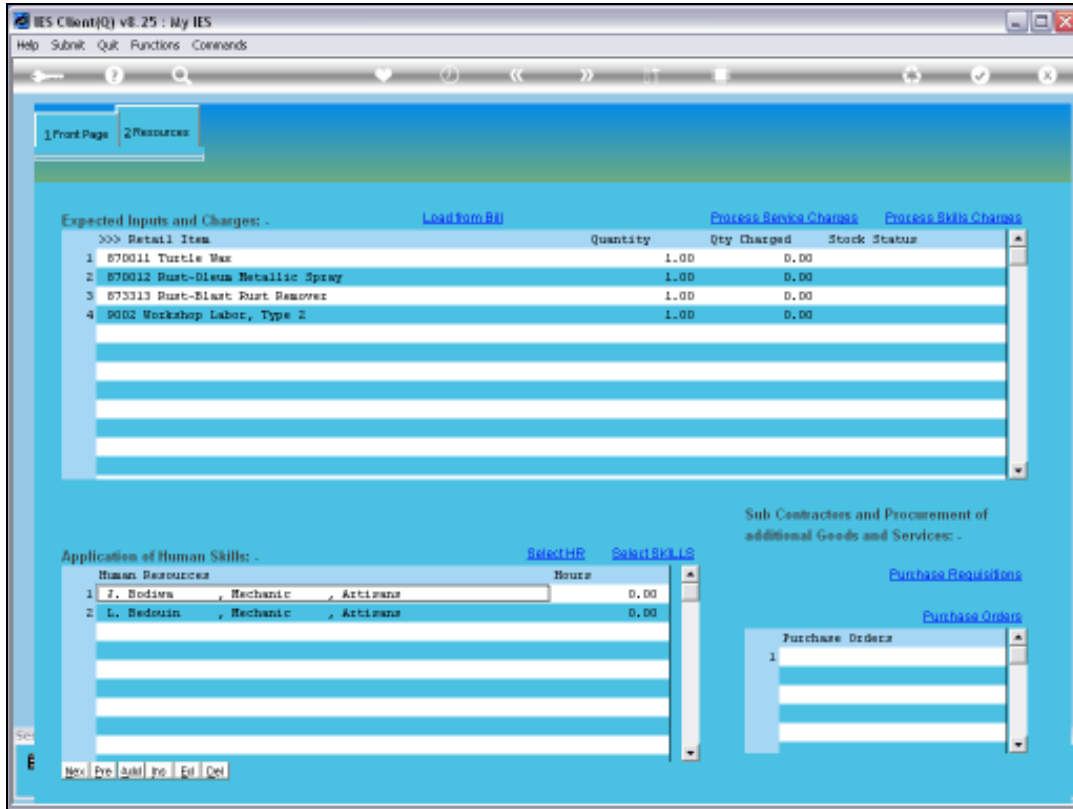 IES Client(Q) v8.25 : My IES
Help Submit Quit Functions Commands
1 Front Page 2 Resources
Expected Inputs and Charges: - Load from Bill Process Service Charges Process Skills Charges
>>> Retail Item Quantity Qty Charged Stock Status
1 870011 Turtle Wax 1.00 0.00
2 870012 Rust-Oleum Metallic Spray 1.00 0.00
3 873313 Rust-Blast Rust Remover 1.00 0.00
4 9002 Workshop Labor, Type 2 1.00 0.00
Sub Contractors and Procurement of
additional Goods and Services: -
Application of Human Skills: - Select HR Select SKILLS
Human Resources Hours
Purchase Requisitions
1 J. Bodiwa , Mechanic , Artisans 0.00
2 L. Bedouin , Mechanic , Artisans 0.00
Purchase Orders
Purchase Orders
1
Nex Pre Add Ins Ed Del